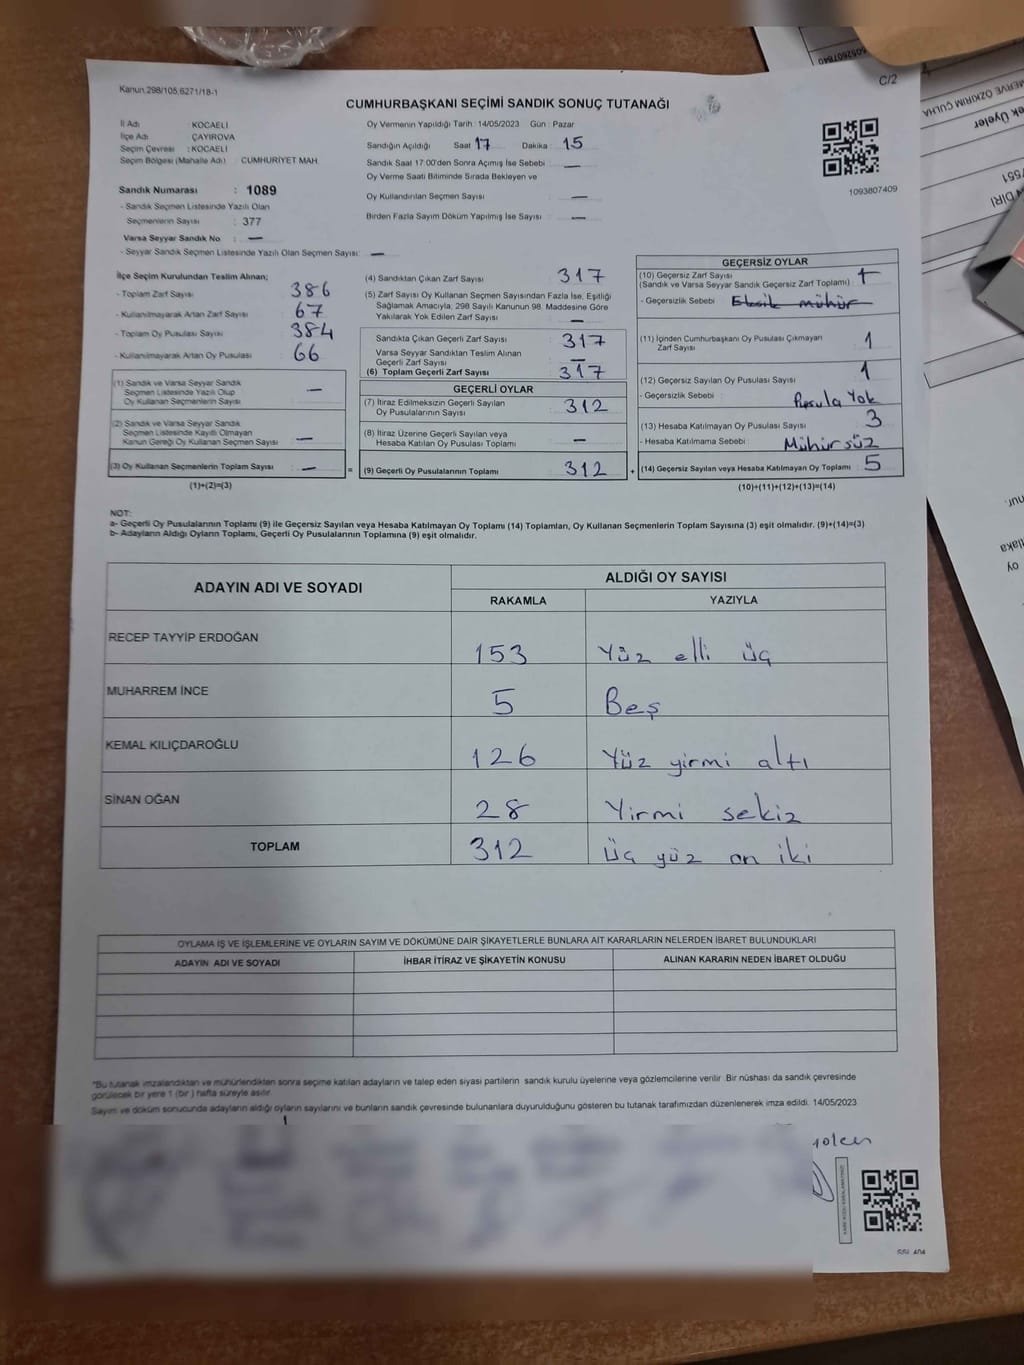 Kanun 298/105,6271/18-1
C/2
CUMHURBAŞKANI SEÇİMİ SANDIK SONUÇ TUTANAĞI
İl Adı : KOCAELİ
İlçe Adı : ÇAYIROVA
Seçim Çevresi : KOCAELİ
Seçim Bölgesi (Mahalle Adı) CUMHURİYET MAH.
Sandık Numarası : 1089
- Sandık Seçmen Listesinde Yazılı Olan
Seçmenlerin Sayısı : 377
Varsa Seyyar Sandık No : —
- Seyyar Sandık Seçmen Listesinde Yazılı Olan Seçmen Sayısı: —
Oy Vermenin Yapıldığı Tarih : 14/05/2023 Gün : Pazar
Sandığın Açıldığı Saat 17 Dakika : 15
Sandık Saat 17:00'den Sonra Açımış İse Sebebi —
Oy Verme Saati Bitiminde Sırada Bekleyen ve
Oy Kullandırılan Seçmen Sayısı —
Birden Fazla Sayım Döküm Yapılmış İse Sayısı —
1093807409
İlçe Seçim Kurulundan Teslim Alınan;
- Toplam Zarf Sayısı 386
- Kullanılmayarak Artan Zarf Sayısı 67
- Toplam Oy Pusulası Sayısı 384
- Kullanılmayarak Artan Oy Pusulası 66
(1) Sandık ve Varsa Seyyar Sandık
Seçmen Listesinde Yazılı Olup
Oy Kullanan Seçmenlerin Sayısı —
(2) Sandık ve Varsa Seyyar Sandık
Seçmen Listesinde Kayıtlı Olmayan
Kanun Gereği Oy Kullanan Seçmen Sayısı —
(3) Oy Kullanan Seçmenlerin Toplam Sayısı — =
(1)+(2)=(3)
(4) Sandıktan Çıkan Zarf Sayısı 317
(5) Zarf Sayısı Oy Kullanan Seçmen Sayısından Fazla İse, Eşitliği
Sağlamak Amacıyla, 298 Sayılı Kanunun 98. Maddesine Göre
Yakılarak Yok Edilen Zarf Sayısı —
Sandıkta Çıkan Geçerli Zarf Sayısı 317
Varsa Seyyar Sandıktan Teslim Alınan
Geçerli Zarf Sayısı —
(6) Toplam Geçerli Zarf Sayısı 317
GEÇERLİ OYLAR
(7) İtiraz Edilmeksizin Geçerli Sayılan
Oy Pusulalarının Sayısı 312
(8) İtiraz Üzerine Geçerli Sayılan veya
Hesaba Katılan Oy Pusulası Toplamı —
(9) Geçerli Oy Pusulalarının Toplamı 312 +
GEÇERSİZ OYLAR
(10) Geçersiz Zarf Sayısı
(Sandık ve Varsa Seyyar Sandık Geçersiz Zarf Toplamı) 1
- Geçersizlik Sebebi Eksik mühür
(11) İçinden Cumhurbaşkanı Oy Pusulası Çıkmayan
Zarf Sayısı 1
(12) Geçersiz Sayılan Oy Pusulası Sayısı 1
- Geçersizlik Sebebi : Pusula Yok
(13) Hesaba Katılmayan Oy Pusulası Sayısı 3
- Hesaba Katılmama Sebebi Mühürsüz
(14) Geçersiz Sayılan veya Hesaba Katılmayan Oy Toplamı : 5
(10)+(11)+(12)+(13)=(14)
NOT:
a- Geçerli Oy Pusulalarının Toplamı (9) ile Geçersiz Sayılan veya Hesaba Katılmayan Oy Toplamı (14) Toplamları, Oy Kullanan Seçmenlerin Toplam Sayısına (3) eşit olmalıdır. (9)+(14)=(3)
b- Adayların Aldığı Oyların Toplamı, Geçerli Oy Pusulalarının Toplamına (9) eşit olmalıdır.
ADAYIN ADI VE SOYADI
ALDIĞI OY SAYISI
RAKAMLA YAZIYLA
RECEP TAYYİP ERDOĞAN 153 Yüz elli üç
MUHARREM İNCE 5 Beş
KEMAL KILIÇDAROĞLU 126 Yüz yirmi altı
SİNAN OĞAN 28 Yirmi sekiz
TOPLAM 312 Üç yüz on iki
OYLAMA İŞ VE İŞLEMLERİNE VE OYLARIN SAYIM VE DÖKÜMÜNE DAİR ŞİKAYETLERLE BUNLARA AİT KARARLARIN NELERDEN İBARET BULUNDUKLARI
ADAYIN ADI VE SOYADI İHBAR İTİRAZ VE ŞİKAYETİN KONUSU ALINAN KARARIN NEDEN İBARET OLDUĞU
*Bu tutanak imzalandıktan ve mühürlendikten sonra seçime katılan adayların ve talep eden siyasi partilerin sandık kurulu üyelerine veya gözlemcilerine verilir. Bir nüshası da sandık çevresinde
görülecek bir yere 1 (bir) hafta süreyle asılır.
Sayım ve döküm sonucunda adayların aldığı oyların sayılarını ve bunların sandık çevresinde bulunanlara duyurulduğunu gösteren bu tutanak tarafımızdan düzenlenerek imza edildi. 14/05/2023